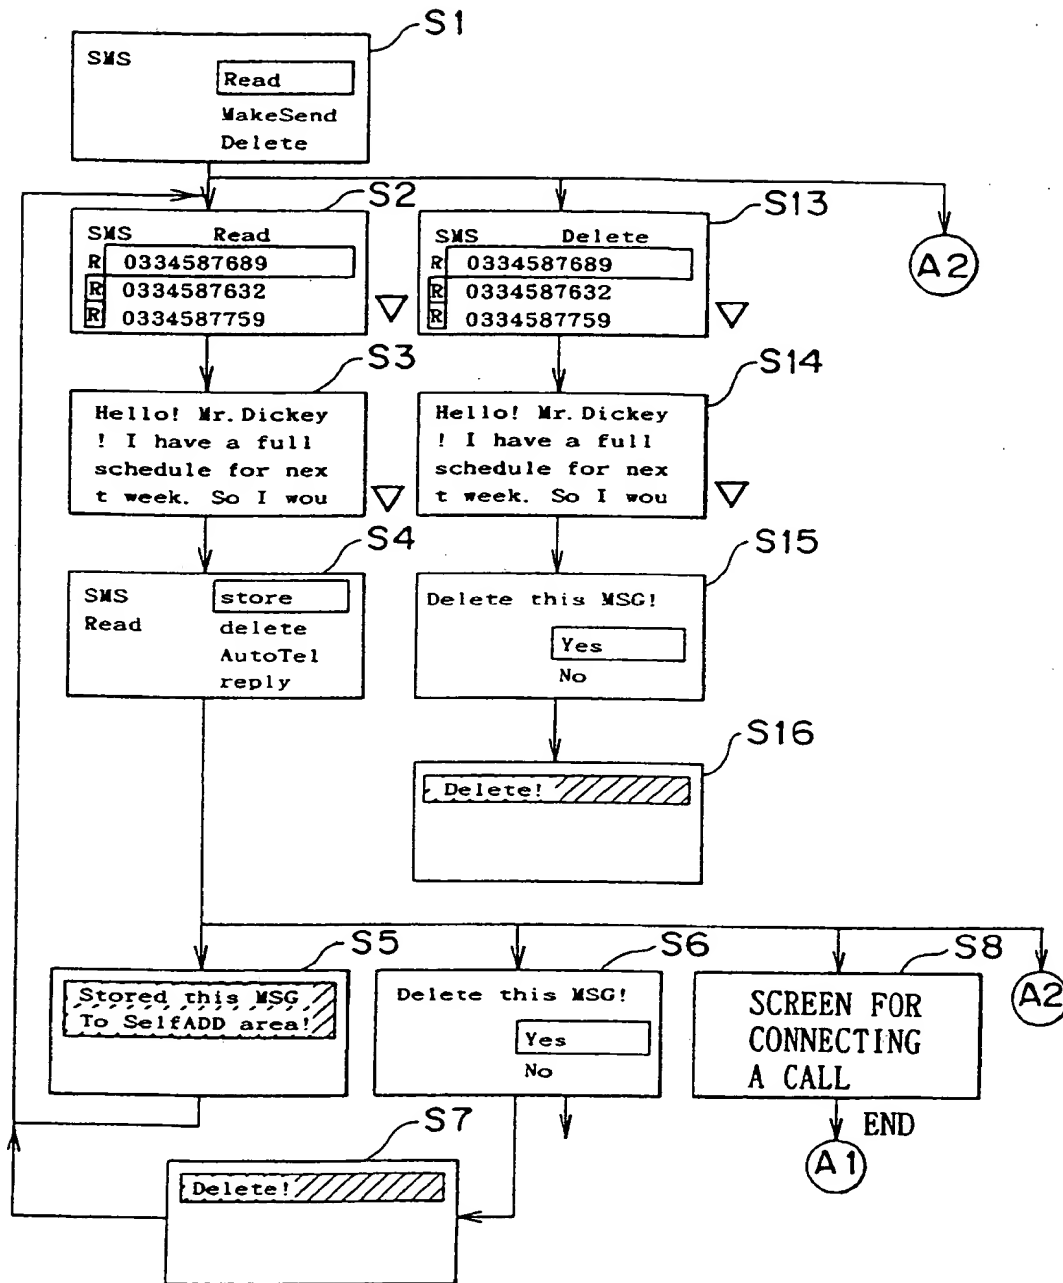 S1
SMS
Read
MakeSend
Delete
S2
SMS Read
R 0334587689
R 0334587632
R 0334587759
S13
SMS Delete
R 0334587689
R 0334587632
R 0334587759
A2
S3
Hello! Mr.Dickey
! I have a full
schedule for nex
t week. So I wou
S14
Hello! Mr.Dickey
! I have a full
schedule for nex
t week. So I wou
S4
SMS store
Read delete
AutoTel
reply
S15
Delete this MSG!
Yes
No
S16
Delete!
S5
Stored this MSG
To SelfADD area!
S6
Delete this MSG!
Yes
No
S8
SCREEN FOR
CONNECTING
A CALL
A2
END
A1
S7
Delete!